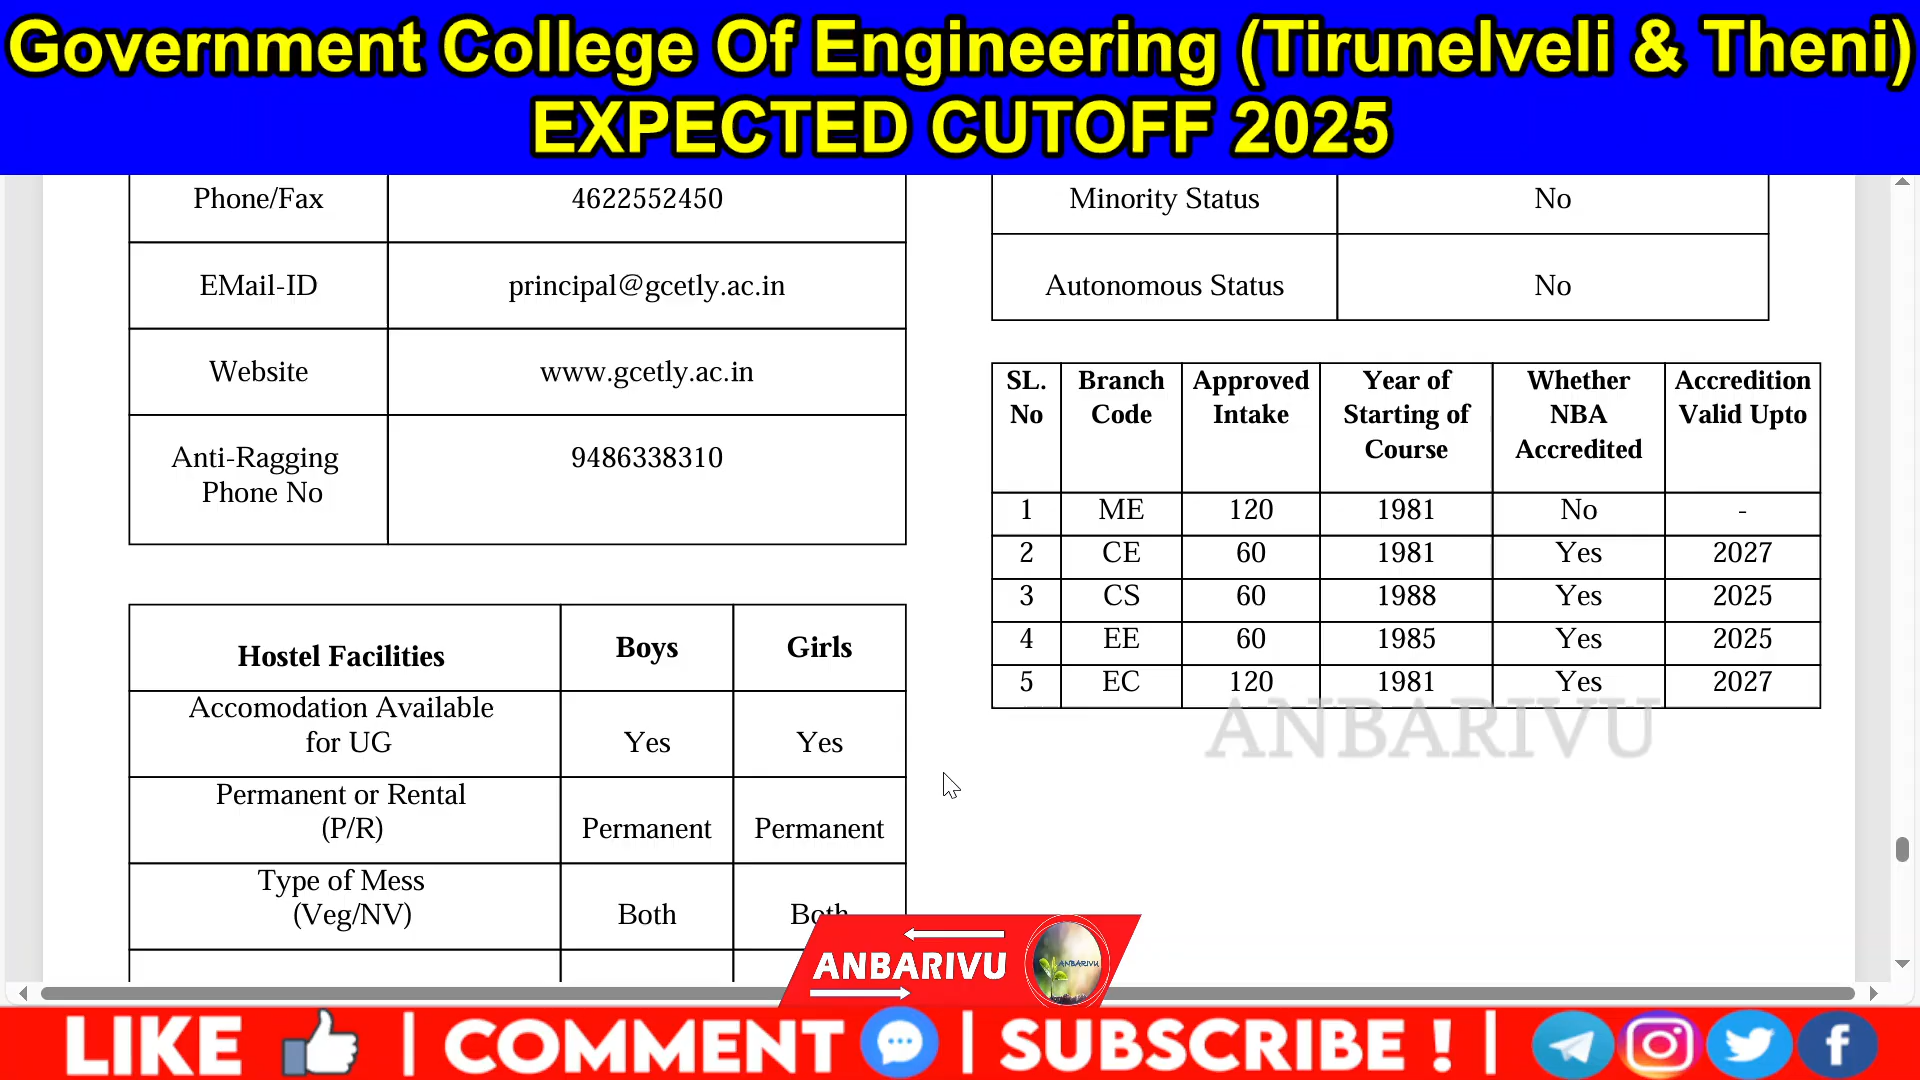 Government College Of Engineering (Tirunelveli & Theni)
EXPECTED CUTOFF 2025
Phone/Fax 4622552450
EMail-ID principal@gcetly.ac.in
Website www.gcetly.ac.in
Anti-Ragging 9486338310
Phone No
Hostel Facilities Boys Girls
Accomodation Available
for UG Yes Yes
Permanent or Rental
(P/R) Permanent Permanent
Type of Mess
(Veg/NV) Both Both
Minority Status No
Autonomous Status No
SL. Branch Approved Year of Whether Accredition
No Code Intake Starting of NBA Valid Upto
Course Accredited
1 ME 120 1981 No -
2 CE 60 1981 Yes 2027
3 CS 60 1988 Yes 2025
4 EE 60 1985 Yes 2025
5 EC 120 1981 Yes 2027
ANBARIVU
ANBARIVU
ANBARIVU
LIKE | COMMENT | SUBSCRIBE ! |